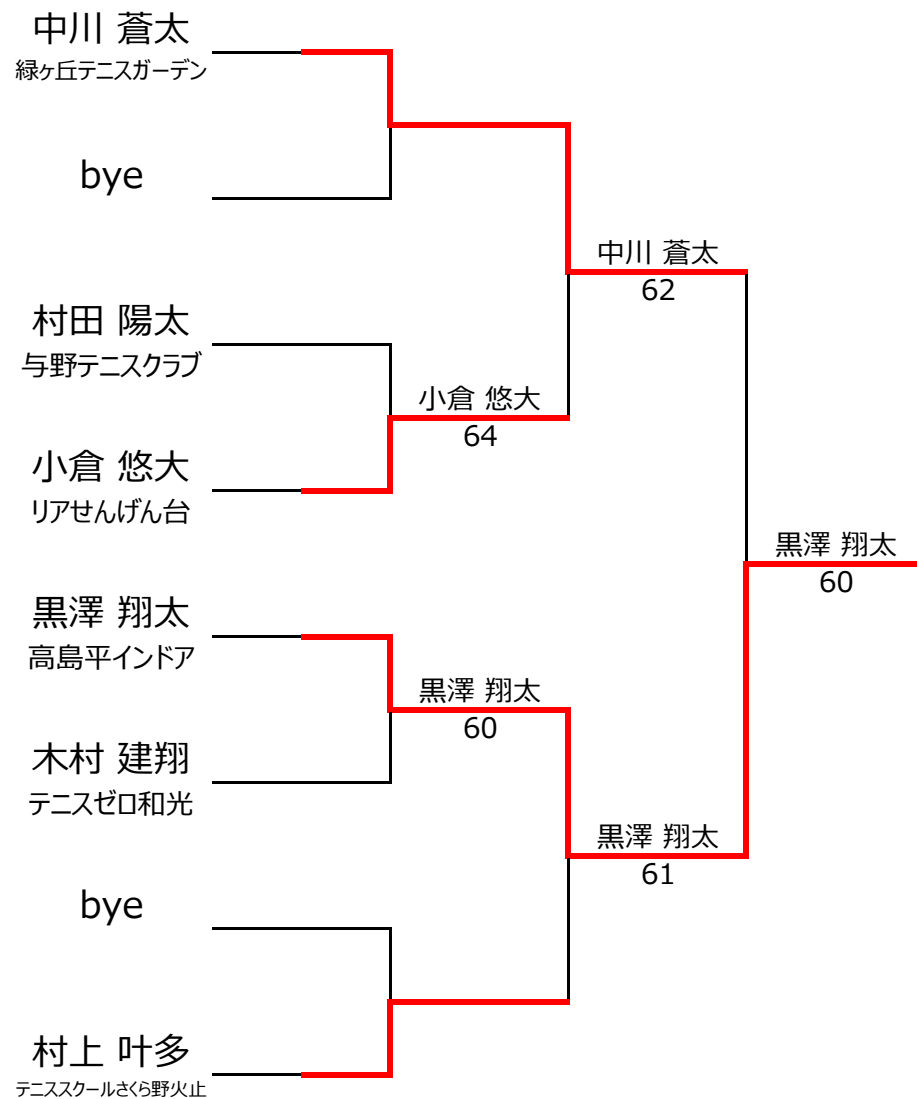 中川 蒼太
緑ヶ丘テニスガーデン
bye
村田 陽太
与野テニスクラブ
小倉 悠大
リアせんげん台
黒澤 翔太
高島平インドア
木村 建翔
テニスゼロ和光
bye
村上 叶多
テニススクールさくら野火止
小倉 悠大
64
黒澤 翔太
60
中川 蒼太
62
黒澤 翔太
61
黒澤 翔太
60